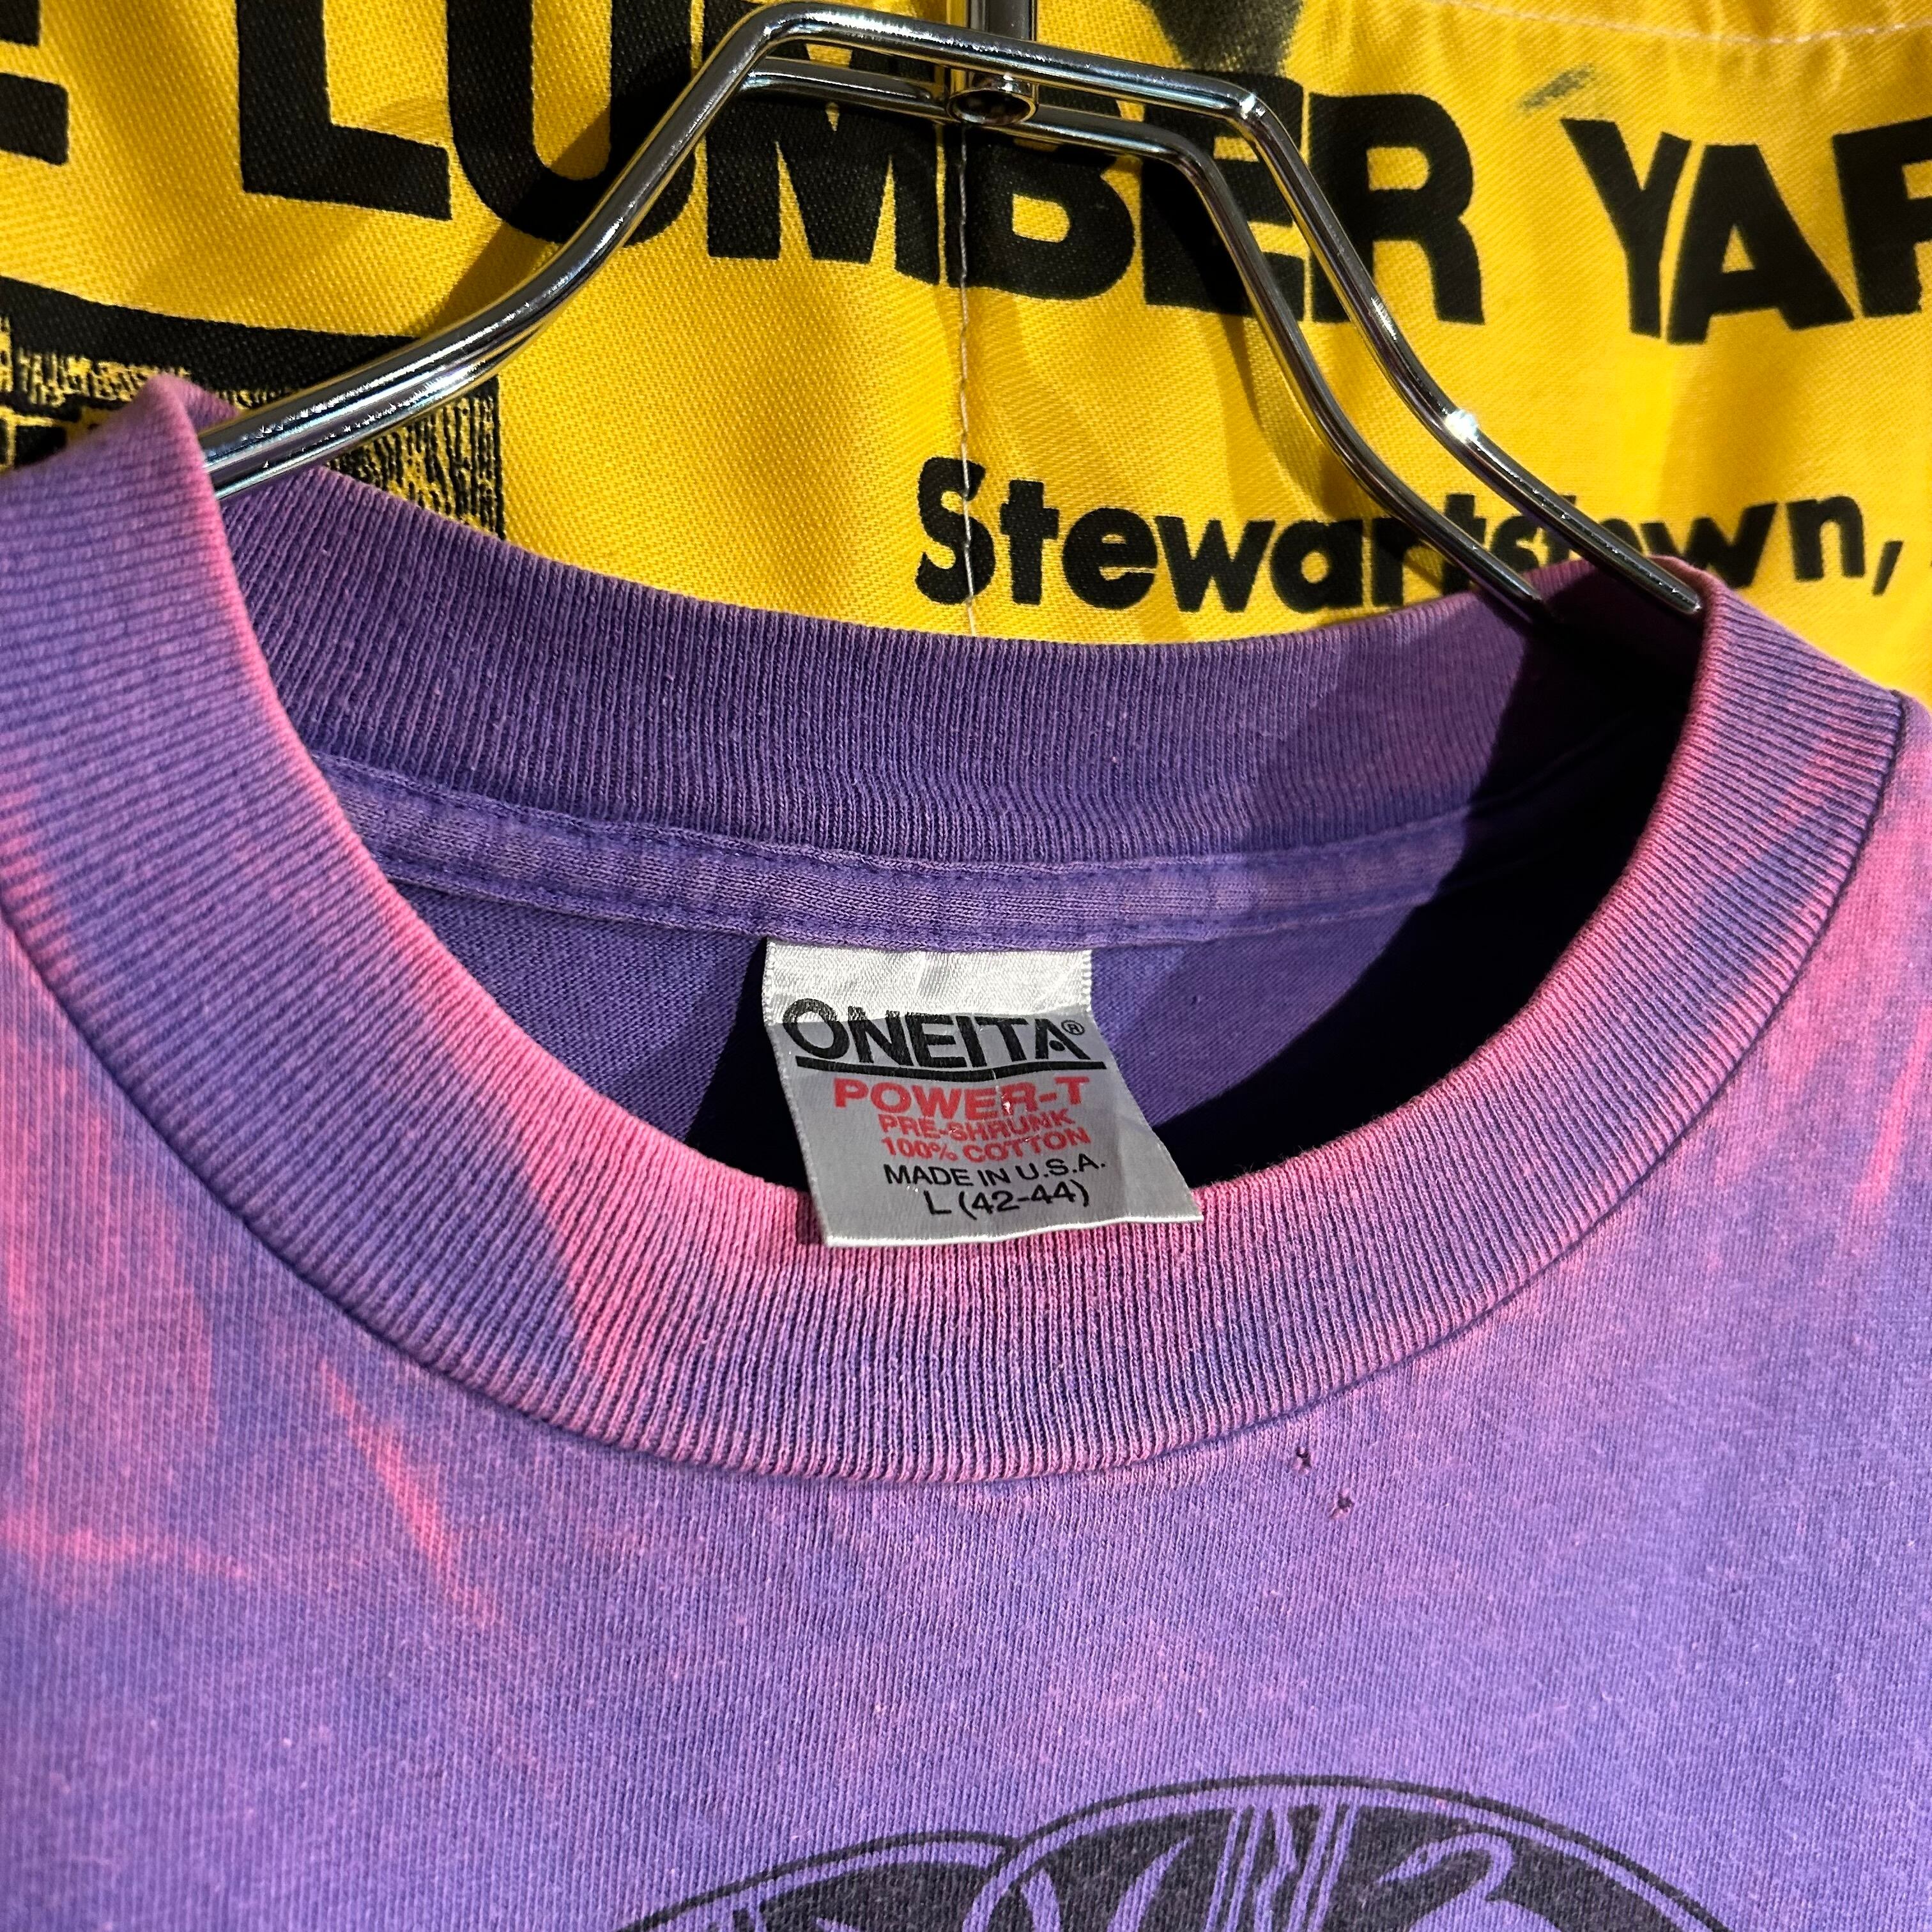 LUMBER YAR
Stewartstown,
ONEITA®
POWER-T
PRE-SHRUNK
100% COTTON
MADE IN U.S.A.
L (42-44)